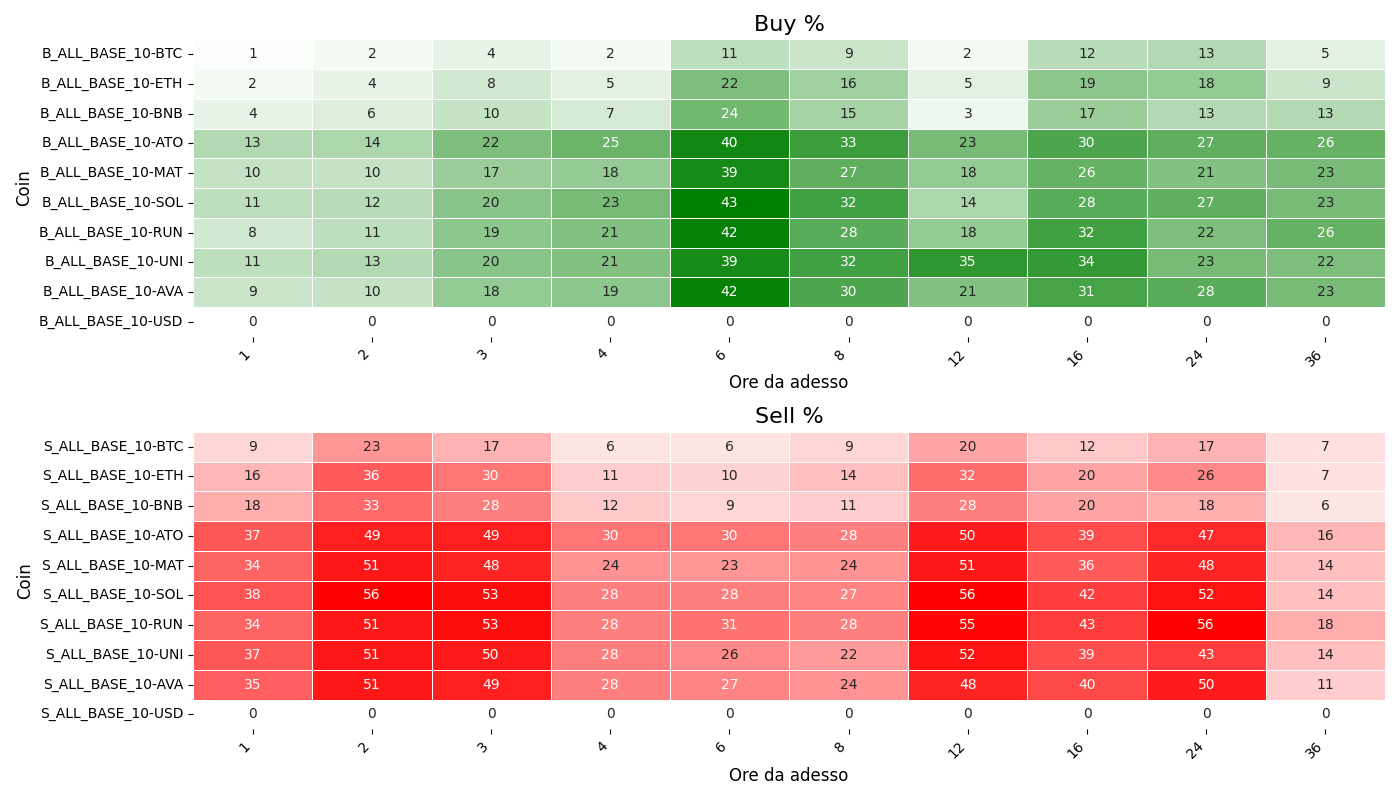 Buy %
Coin
B_ALL_BASE_10-BTC 1 2 4 2 11 9 2 12 13 5
B_ALL_BASE_10-ETH 2 4 8 5 22 16 5 19 18 9
B_ALL_BASE_10-BNB 4 6 10 7 24 15 3 17 13 13
B_ALL_BASE_10-ATO 13 14 22 25 40 33 23 30 27 26
B_ALL_BASE_10-MAT 10 10 17 18 39 27 18 26 21 23
B_ALL_BASE_10-SOL 11 12 20 23 43 32 14 28 27 23
B_ALL_BASE_10-RUN 8 11 19 21 42 28 18 32 22 26
B_ALL_BASE_10-UNI 11 13 20 21 39 32 35 34 23 22
B_ALL_BASE_10-AVA 9 10 18 19 42 30 21 31 28 23
B_ALL_BASE_10-USD 0 0 0 0 0 0 0 0 0 0
1 2 3 4 6 8 12 16 24 36
Ore da adesso
Sell %
Coin
S_ALL_BASE_10-BTC 9 23 17 6 6 9 20 12 17 7
S_ALL_BASE_10-ETH 16 36 30 11 10 14 32 20 26 7
S_ALL_BASE_10-BNB 18 33 28 12 9 11 28 20 18 6
S_ALL_BASE_10-ATO 37 49 49 30 30 28 50 39 47 16
S_ALL_BASE_10-MAT 34 51 48 24 23 24 51 36 48 14
S_ALL_BASE_10-SOL 38 56 53 28 28 27 56 42 52 14
S_ALL_BASE_10-RUN 34 51 53 28 31 28 55 43 56 18
S_ALL_BASE_10-UNI 37 51 50 28 26 22 52 39 43 14
S_ALL_BASE_10-AVA 35 51 49 28 27 24 48 40 50 11
S_ALL_BASE_10-USD 0 0 0 0 0 0 0 0 0 0
1 2 3 4 6 8 12 16 24 36
Ore da adesso